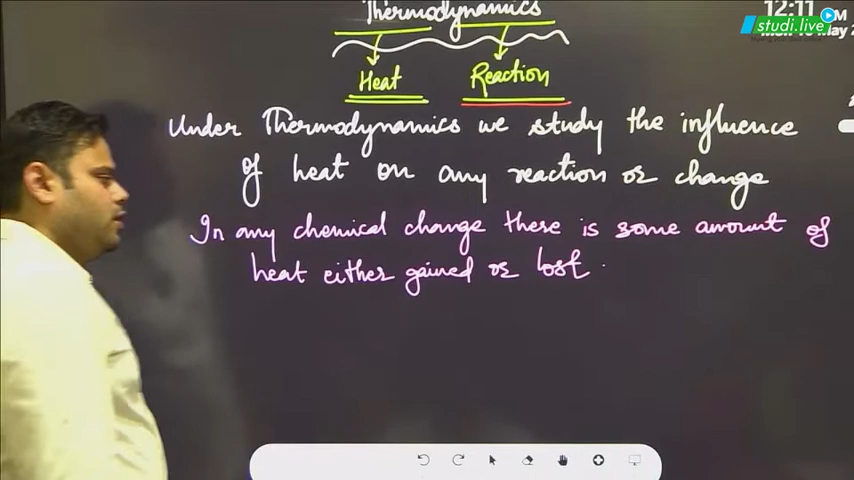 Thermodynamics
12:11 PM
studi.live
Heat Reaction
Under Thermodynamics we study the influence
of heat on any reaction or change
In any chemical change there is some amount of
heat either gained or lost.